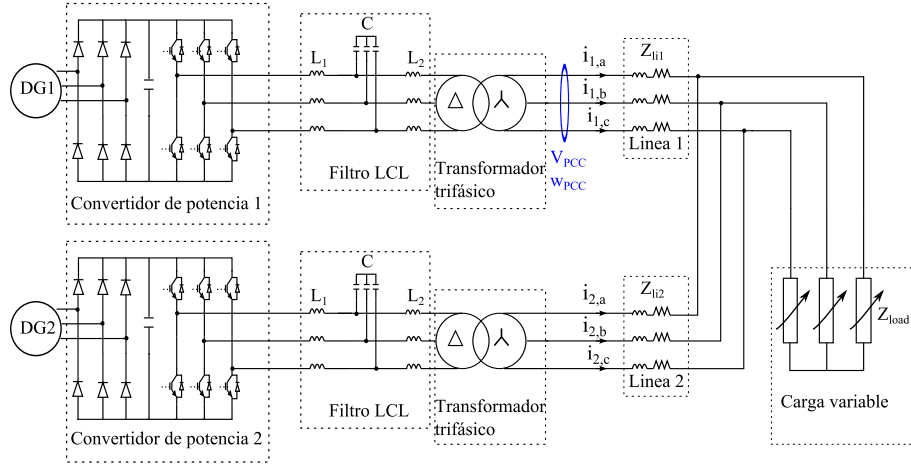 DG1
Convertidor de potencia 1
L1
C
L2
Filtro LCL
Transformador
trifásico
i1,a
i1,b
i1,c
VPCC
wPCC
Zli1
Linea 1
DG2
Convertidor de potencia 2
L1
C
L2
Filtro LCL
Transformador
trifásico
i2,a
i2,b
i2,c
Zli2
Linea 2
Zload
Carga variable